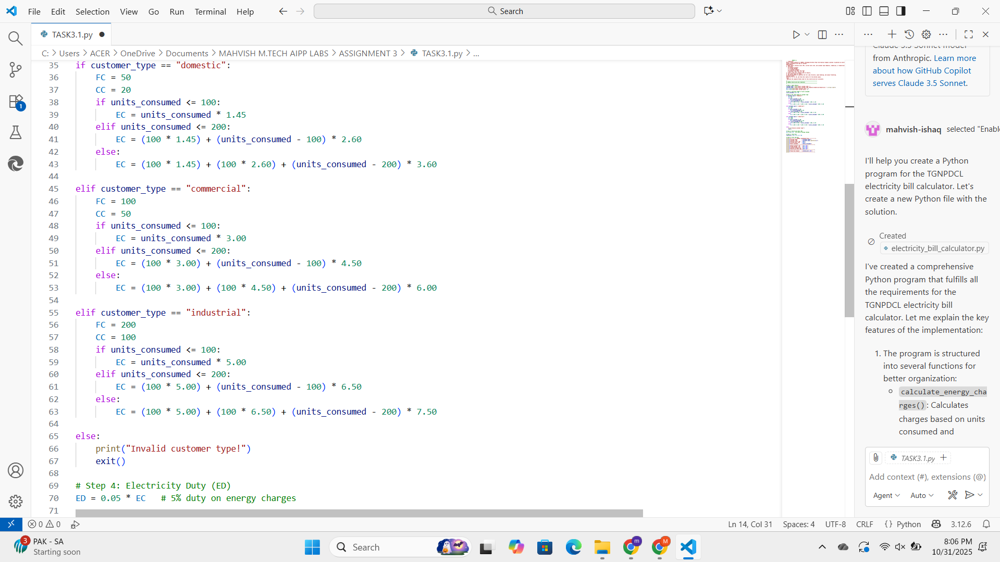 File Edit Selection View Go Run Terminal Help
Search
TASK3.1.py
C: > Users > ACER > OneDrive > Documents > MAHVISH M.TECH AIPP LABS > ASSIGNMENT 3 > TASK3.1.py > ...
35 if customer_type == "domestic":
36 FC = 50
37 CC = 20
38 if units_consumed <= 100:
39 EC = units_consumed * 1.45
40 elif units_consumed <= 200:
41 EC = (100 * 1.45) + (units_consumed - 100) * 2.60
42 else:
43 EC = (100 * 1.45) + (100 * 2.60) + (units_consumed - 200) * 3.60
44
45 elif customer_type == "commercial":
46 FC = 100
47 CC = 50
48 if units_consumed <= 100:
49 EC = units_consumed * 3.00
50 elif units_consumed <= 200:
51 EC = (100 * 3.00) + (units_consumed - 100) * 4.50
52 else:
53 EC = (100 * 3.00) + (100 * 4.50) + (units_consumed - 200) * 6.00
54
55 elif customer_type == "industrial":
56 FC = 200
57 CC = 100
58 if units_consumed <= 100:
59 EC = units_consumed * 5.00
60 elif units_consumed <= 200:
61 EC = (100 * 5.00) + (units_consumed - 100) * 6.50
62 else:
63 EC = (100 * 5.00) + (100 * 6.50) + (units_consumed - 200) * 7.50
64
65 else:
66 print("Invalid customer type!")
67 exit()
68
69 # Step 4: Electricity Duty (ED)
70 ED = 0.05 * EC # 5% duty on energy charges
71
Claude 3.5 Sonnet model
from Anthropic. Learn more
about how GitHub Copilot
serves Claude 3.5 Sonnet.
mahvish-ishaq selected "Enable
I'll help you create a Python
program for the TGNPDCL
electricity bill calculator. Let's
create a new Python file with the
solution.
Created
electricity_bill_calculator.py
I've created a comprehensive
Python program that fulfills all
the requirements for the
TGNPDCL electricity bill
calculator. Let me explain the key
features of the implementation:
1. The program is structured
into several functions for
better organization:
calculate_energy_cha
rges(): Calculates
charges based on units
consumed and
TASK3.1.py +
Add context (#), extensions (@)
Agent Auto
1
0 0 Ln 14, Col 31 Spaces: 4 UTF-8 CRLF {} Python 3.12.6
3 PAK - SA
Starting soon
Search
m M
8:06 PM
10/31/2025